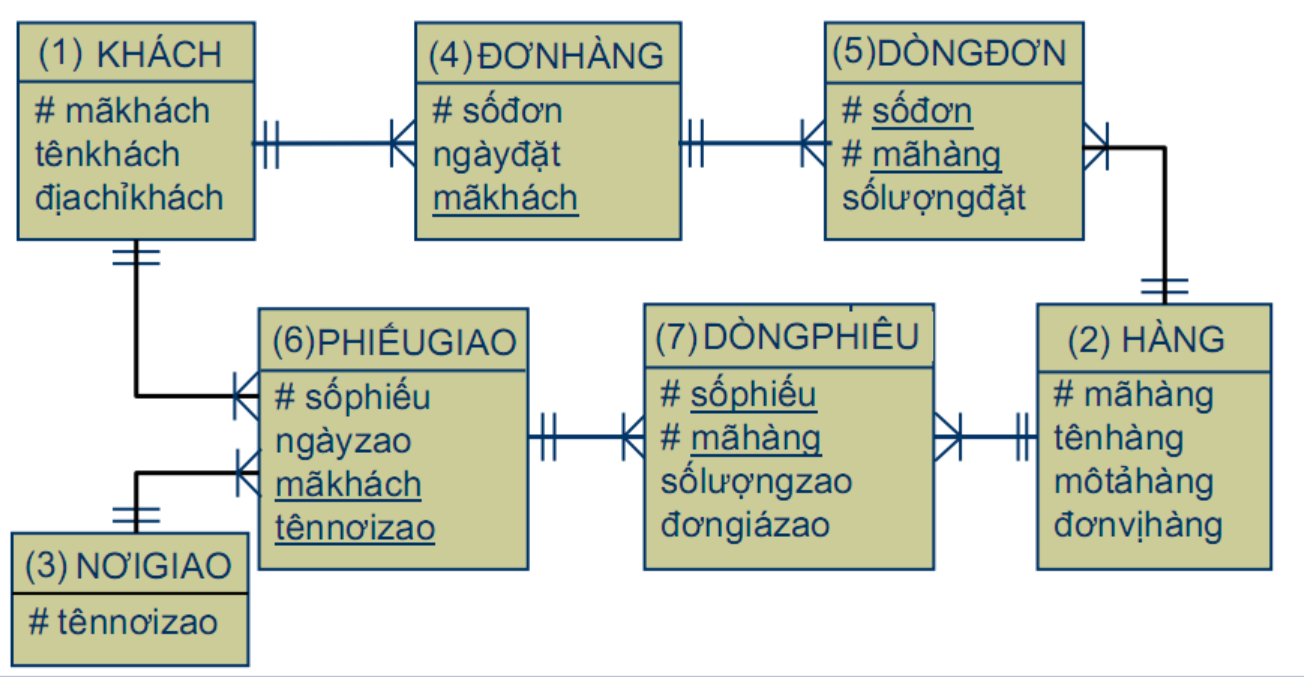 (1) KHÁCH
# mãkhách
tênkhách
địachỉkhách
(4)ĐƠNHÀNG
# sốđơn
ngàyđặt
mãkhách
(5)DÒNGĐƠN
# sốđơn
# mãhàng
sốlượngđặt
(6)PHIẾUGIAO
# sốphiếu
ngàyzao
mãkhách
tênnơizao
(7)DÒNGPHIÊU
# sốphiếu
# mãhàng
sốlượngzao
đơngiázao
(2) HÀNG
# mãhàng
tênhàng
môtảhàng
đơnvịhàng
(3) NƠIGIAO
# tênnơizao